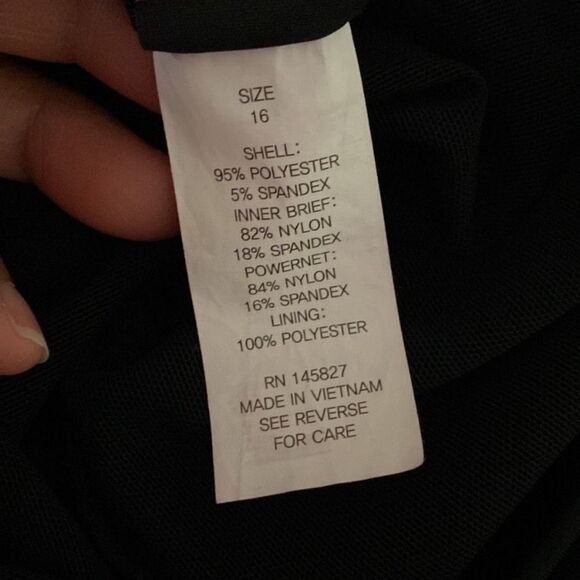 SIZE
16
SHELL:
95% POLYESTER
5% SPANDEX
INNER BRIEF:
82% NYLON
18% SPANDEX
POWERNET:
84% NYLON
16% SPANDEX
LINING:
100% POLYESTER
RN 145827
MADE IN VIETNAM
SEE REVERSE
FOR CARE